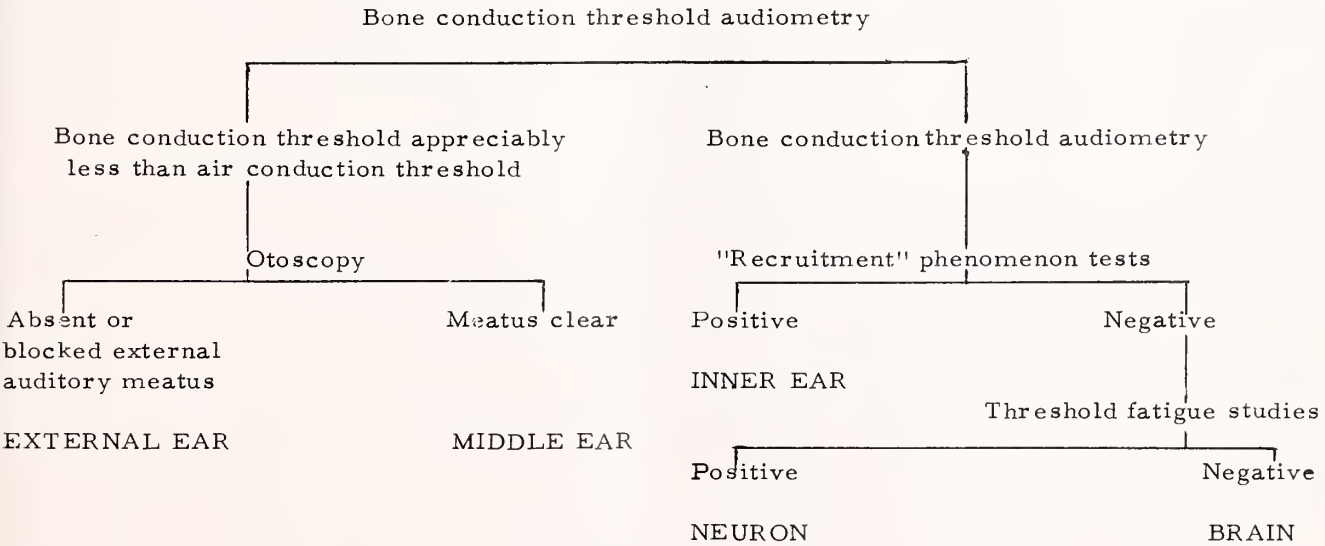 Bone conduction threshold audiometry
Bone conduction threshold appreciably
less than air conduction threshold
Bone conduction threshold audiometry
Otoscopy
"Recruitment" phenomenon tests
Absent or
blocked external
auditory meatus
Meatus clear
Positive
Negative
INNER EAR
Threshold fatigue studies
EXTERNAL EAR
MIDDLE EAR
Positive
Negative
NEURON
BRAIN